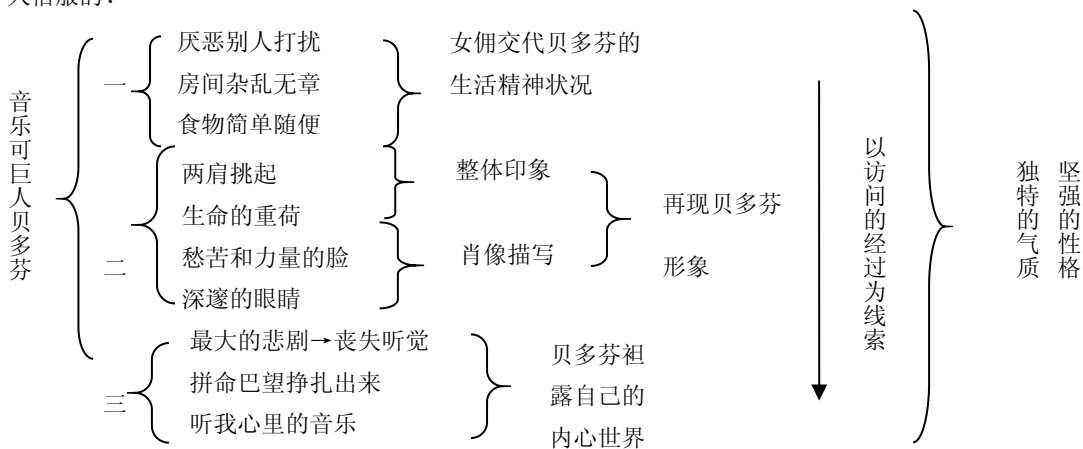 音乐可巨人贝多芬
一
厌恶别人打扰
房间杂乱无章
食物简单随便
女佣交代贝多芬的
生活精神状况
二
两肩挑起
生命的重荷
愁苦和力量的脸
深邃的眼睛
整体印象
肖像描写
再现贝多芬
形象
三
最大的悲剧→丧失听觉
拼命巴望挣扎出来
听我心里的音乐
贝多芬袒
露自己的
内心世界
以访问的经过为线索
独特的气质
坚强的性格